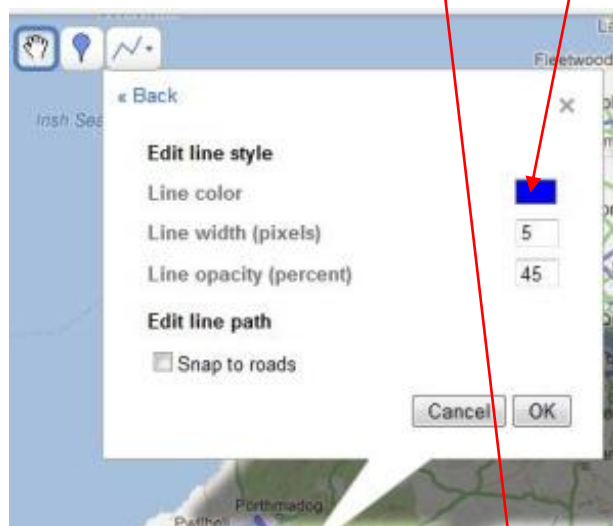 Fleetwood
« Back
Irish Sea
Edit line style
Line color
Line width (pixels) 5
Line opacity (percent) 45
Edit line path
Snap to roads
Cancel OK
Porthmadog
Pwllheli